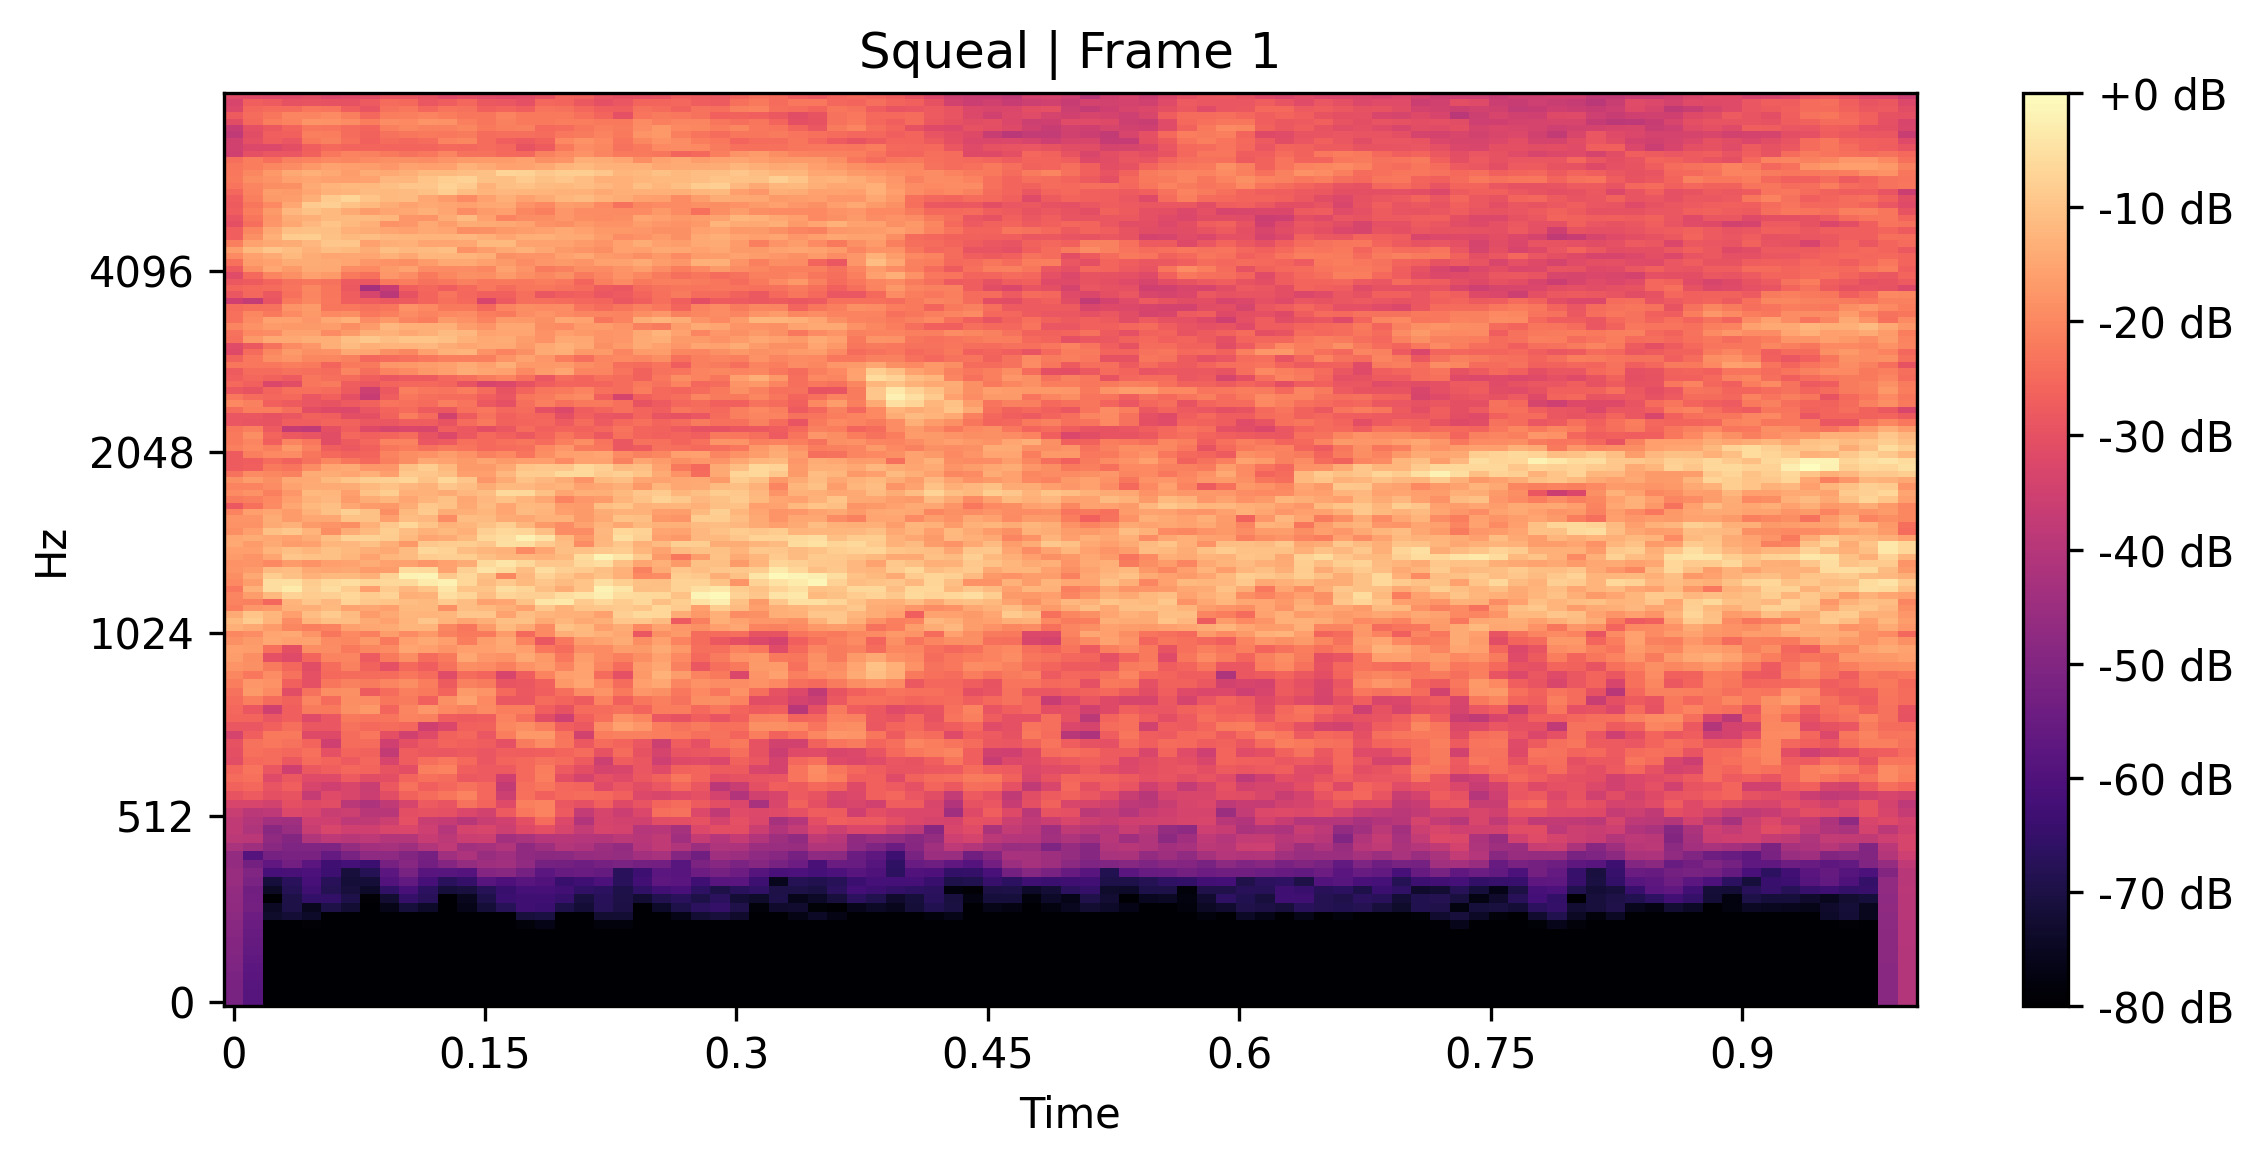 Squeal | Frame 1
Hz
4096
2048
1024
512
0
0 0.15 0.3 0.45 0.6 0.75 0.9
Time
+0 dB
-10 dB
-20 dB
-30 dB
-40 dB
-50 dB
-60 dB
-70 dB
-80 dB